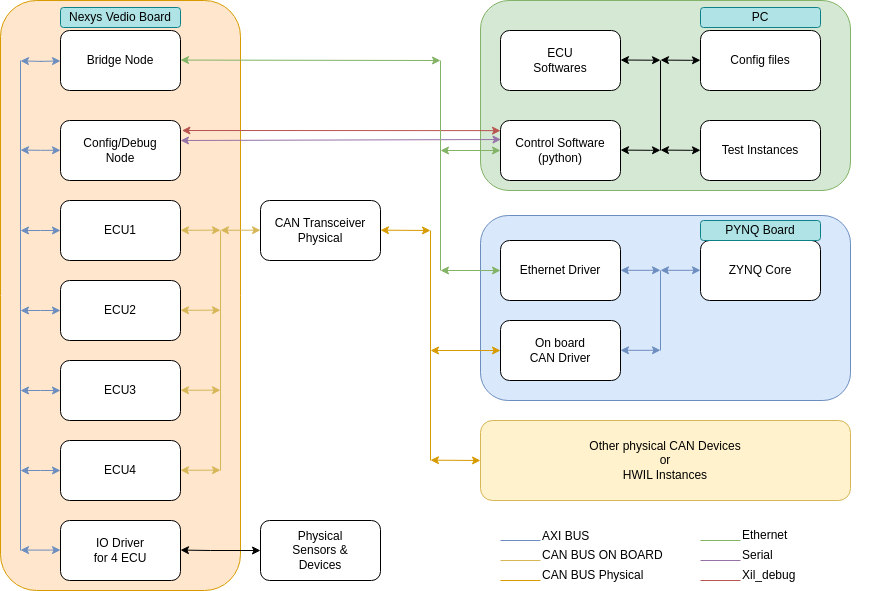 Nexys Vedio Board
PC
Bridge Node
ECU
Softwares
Config files
Config/Debug
Node
Control Software
(python)
Test Instances
ECU1
CAN Transceiver
Physical
PYNQ Board
Ethernet Driver
ZYNQ Core
ECU2
On board
CAN Driver
ECU3
ECU4
Other physical CAN Devices
or
HWIL Instances
IO Driver
for 4 ECU
Physical
Sensors &
Devices
AXI BUS
CAN BUS ON BOARD
CAN BUS Physical
Ethernet
Serial
Xil_debug